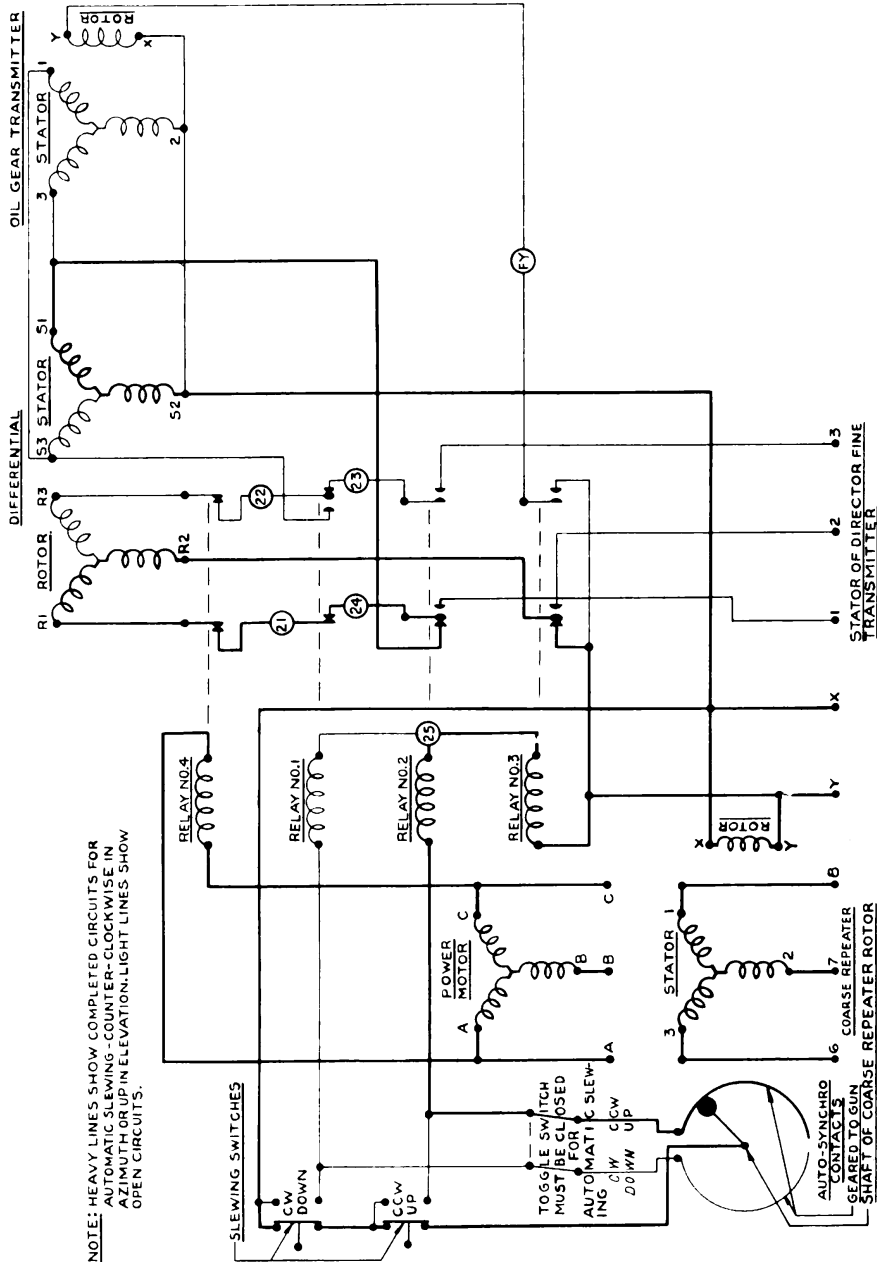 NOTE: HEAVY LINES SHOW COMPLETED CIRCUITS FOR
AUTOMATIC SLEWING-COUNTER-CLOCKWISE IN
AZIMUTH OR UP IN ELEVATION. LIGHT LINES SHOW
OPEN CIRCUITS.
DIFFERENTIAL
OIL GEAR TRANSMITTER
R1
ROTOR
R3
R2
S3
STATOR
S1
S2
3
STATOR
1
2
Y
ROTOR
X
RELAY NO.4
21
22
SLEWING SWITCHES
CW
DOWN
RELAY NO.1
24
23
CCW
UP
RELAY NO.2
25
RELAY NO.3
FY
A
POWER
MOTOR
C
B
A
B
C
TOGGLE SWITCH
MUST BE CLOSED
FOR
AUTOMATIC SLEW-
ING
CW
CCW
DOWN
UP
3
STATOR
1
2
X
ROTOR
Y
6
7
8
Y
X
1
2
3
COARSE REPEATER
STATOR OF DIRECTOR FINE
TRANSMITTER
AUTO-SYNCHRO
CONTACTS
GEARED TO GUN
SHAFT OF COARSE REPEATER ROTOR